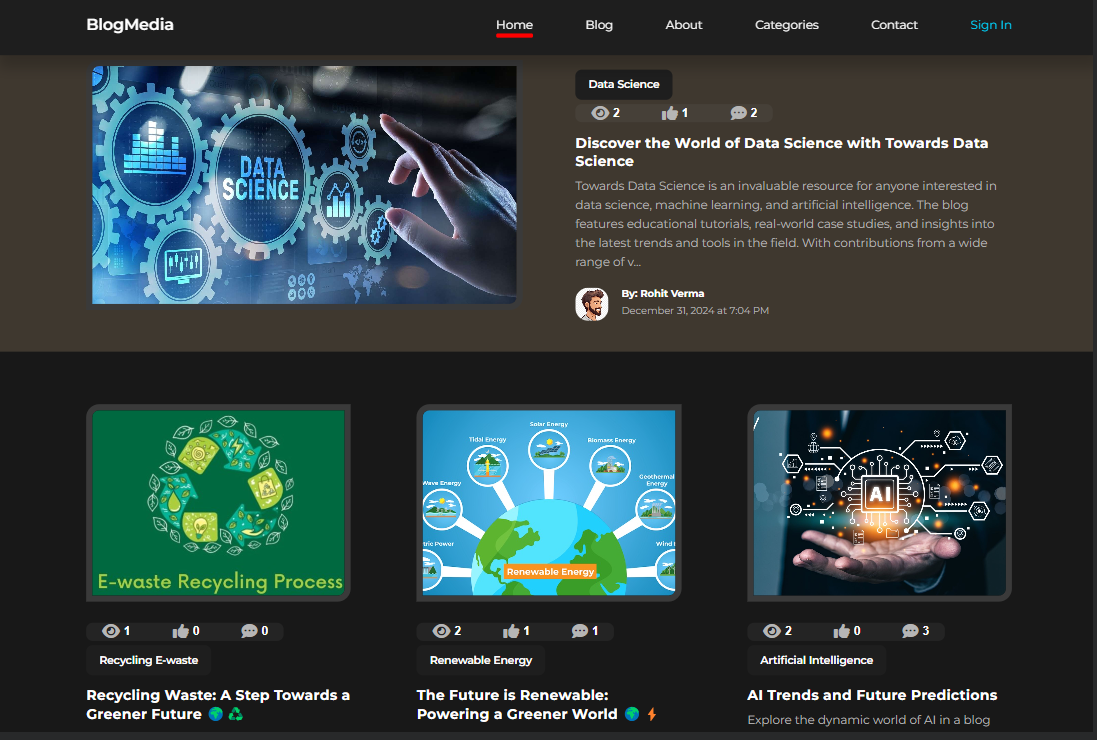 BlogMedia
Home
Blog
About
Categories
Contact
Sign In
DATA
SCIENCE
Data Science
2
1
2
Discover the World of Data Science with Towards Data
Science
Towards Data Science is an invaluable resource for anyone interested in
data science, machine learning, and artificial intelligence. The blog
features educational tutorials, real-world case studies, and insights into
the latest trends and tools in the field. With contributions from a wide
range of v...
By: Rohit Verma
December 31, 2024 at 7:04 PM
E-waste Recycling Process
1
0
0
Recycling E-waste
Recycling Waste: A Step Towards a
Greener Future 🌍 ♻️
Solar Energy
Tidal Energy
Biomass Energy
Wave Energy
Geothermal
Energy
tric Power
Wind
Renewable Energy
2
1
1
Renewable Energy
The Future is Renewable:
Powering a Greener World 🌍 ⚡
AI
2
0
3
Artificial Intelligence
AI Trends and Future Predictions
Explore the dynamic world of AI in a blog